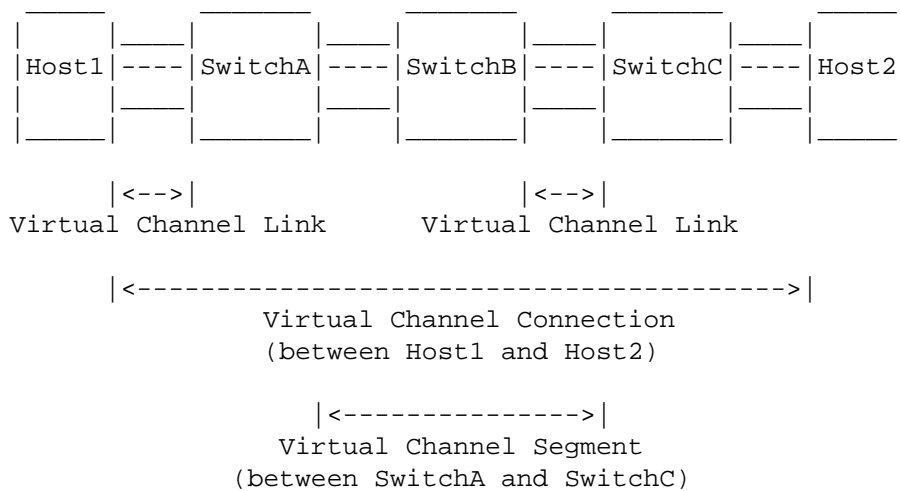 Host1 ---- SwitchA ---- SwitchB ---- SwitchC ---- Host2
|<-->| |<-->|
Virtual Channel Link Virtual Channel Link
|<----------------------------------------->|
Virtual Channel Connection
(between Host1 and Host2)
|<--------------->|
Virtual Channel Segment
(between SwitchA and SwitchC)